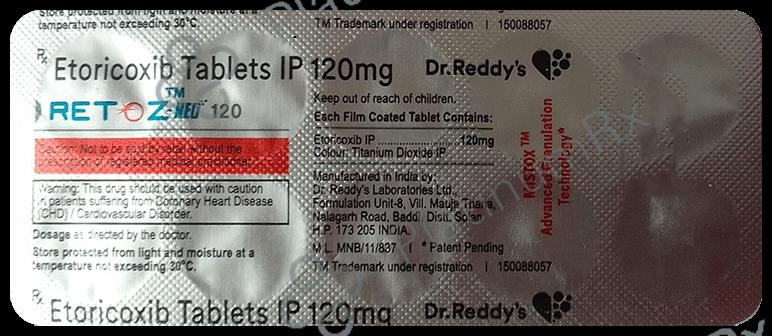 Store protected from light and moisture at a
temperature not exceeding 30°C.
TM Trademark under registration | 150088057
Rx Etoricoxib Tablets IP 120mg Dr.Reddy's
RETOZ™-NEO™ 120
Caution: Not to be sold by retail without the
prescription of registered medical practitioner.
Warning: This drug should be used with caution
in patients suffering from Coronary Heart Disease
(CHD) / Cardiovascular Disorder.
Dosage as directed by the doctor.
Store protected from light and moisture at a
temperature not exceeding 30°C.
Keep out of reach of children.
Each Film Coated Tablet Contains:
Etoricoxib IP ...................... 120mg
Colour: Titanium Dioxide IP
Manufactured in India by:
Dr. Reddy's Laboratories Ltd.,
Formulation Unit-8, Vill. Mauja Thana,
Nalagarh Road, Baddi, Distt. Solan
H.P. 173 205 INDIA.
M.L. MNB/11/837 | * Patent Pending
TM Trademark under registration | 150088057
MISTOX™
Advanced Granulation
Technology*
Rx Etoricoxib Tablets IP 120mg Dr.Reddy's